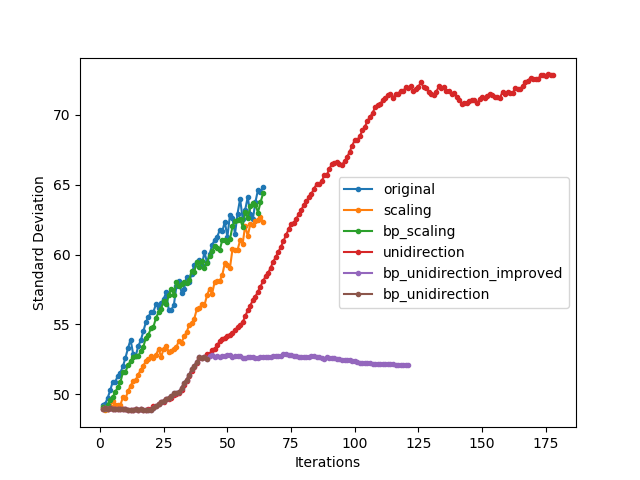 Standard Deviation
70
65
60
55
50
0
25
50
75
100
125
150
175
Iterations
original
scaling
bp_scaling
unidirection
bp_unidirection_improved
bp_unidirection